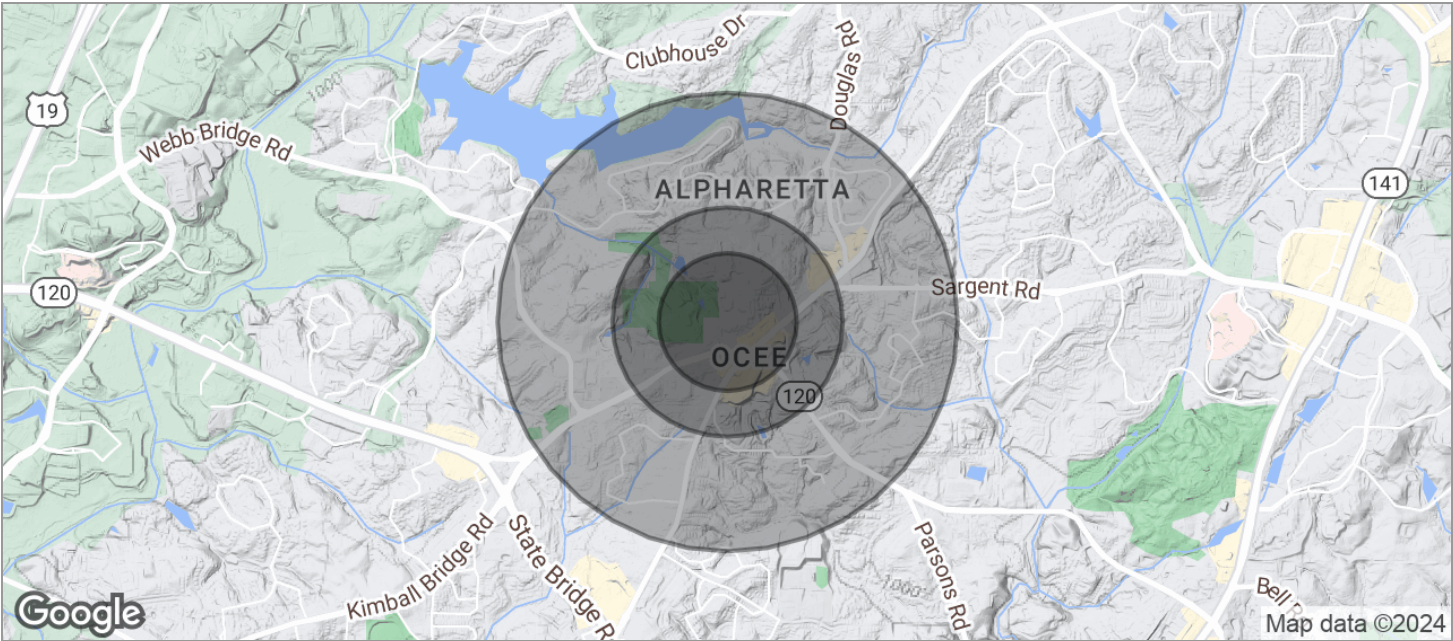 Clubhouse Dr
Douglas Rd
19
Webb Bridge Rd
1000
ALPHARETTA
141
120
Sargent Rd
OCEE
120
Kimball Bridge Rd
State Bridge R
Parsons Rd
1000
Bell
Google
Map data ©2024